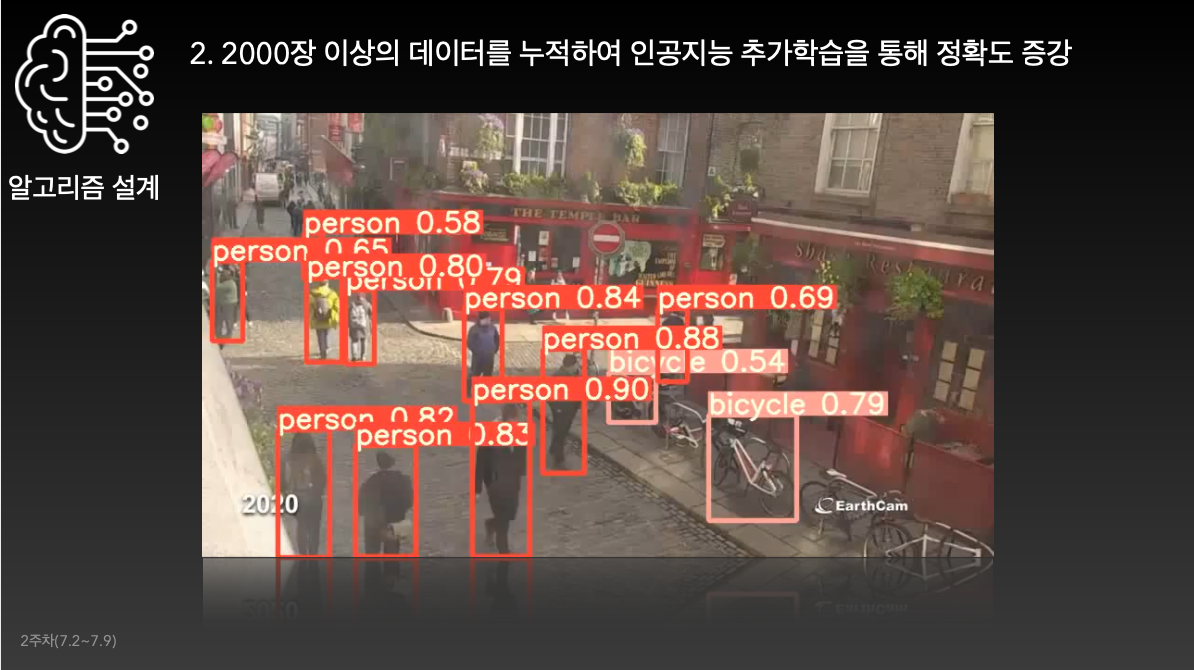 2. 2000장 이상의 데이터를 누적하여 인공지능 추가학습을 통해 정확도 증강
알고리즘 설계
THE TEMPLE BAR
person 0.58
person 0.65
person 0.80
person 0.79
person 0.84
person 0.69
person 0.88
bicycle 0.54
person 0.90
bicycle 0.79
person 0.82
person 0.83
GUINNESS
2020
EarthCam
2주차(7.2~7.9)